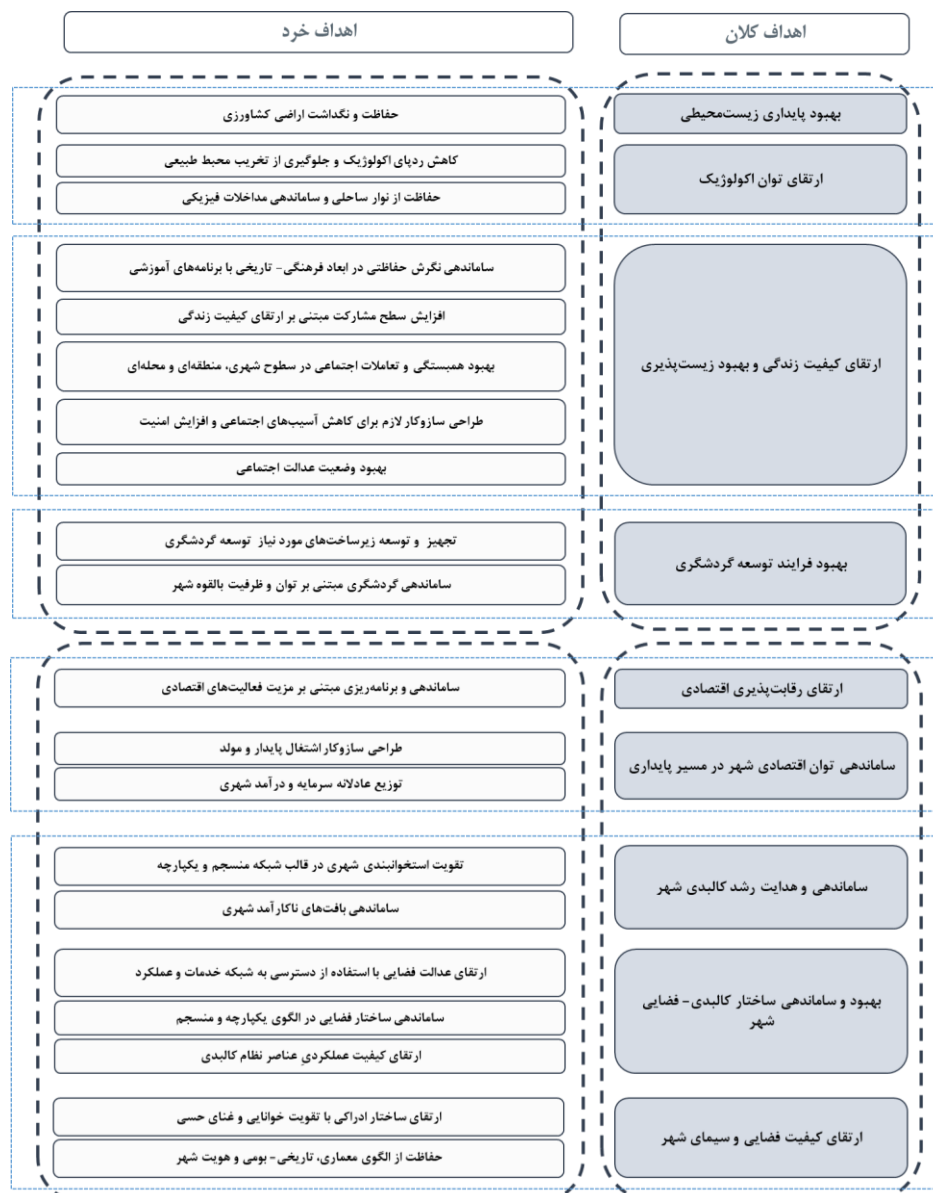 اهداف کلان
اهداف خرد
بهبود پایداری زیست‌محیطی
حفاظت و نگداشت اراضی کشاورزی
ارتقای توان اکولوژیک
کاهش ردپای اکولوژیک و جلوگیری از تخریب محیط طبیعی
حفاظت از نوار ساحلی و ساماندهی مداخلات فیزیکی
ارتقای کیفیت زندگی و بهبود زیست‌پذیری
ساماندهی نگرش حفاظتی در ابعاد فرهنگی- تاریخی با برنامه‌های آموزشی
افزایش سطح مشارکت مبتنی بر ارتقای کیفیت زندگی
بهبود همبستگی و تعاملات اجتماعی در سطوح شهری، منطقه‌ای و محله‌ای
طراحی سازوکار لازم برای کاهش آسیب‌های اجتماعی و افزایش امنیت
بهبود وضعیت عدالت اجتماعی
بهبود فرایند توسعه گردشگری
تجهیز و توسعه زیرساخت‌های مورد نیاز توسعه گردشگری
ساماندهی گردشگری مبتنی بر توان و ظرفیت بالقوه شهر
ارتقای رقابت‌پذیری اقتصادی
ساماندهی و برنامه‌ریزی مبتنی بر مزیت فعالیت‌های اقتصادی
ساماندهی توان اقتصادی شهر در مسیر پایداری
طراحی سازوکار اشتغال پایدار و مولد
توزیع عادلانه سرمایه و درآمد شهری
ساماندهی و هدایت رشد کالبدی شهر
تقویت استخوانبندی شهری در قالب شبکه منسجم و یکپارچه
ساماندهی بافت‌های ناکارآمد شهری
بهبود و ساماندهی ساختار کالبدی- فضایی
شهر
ارتقای عدالت فضایی با استفاده از دسترسی به شبکه خدمات و عملکرد
ساماندهی ساختار فضایی در الگوی یکپارچه و منسجم
ارتقای کیفیت عملکردیِ عناصر نظام کالبدی
ارتقای کیفیت فضایی و سیمای شهر
ارتقای ساختار ادراکی با تقویت خوانایی و غنای حسی
حفاظت از الگوی معماری، تاریخی- بومی و هویت شهر